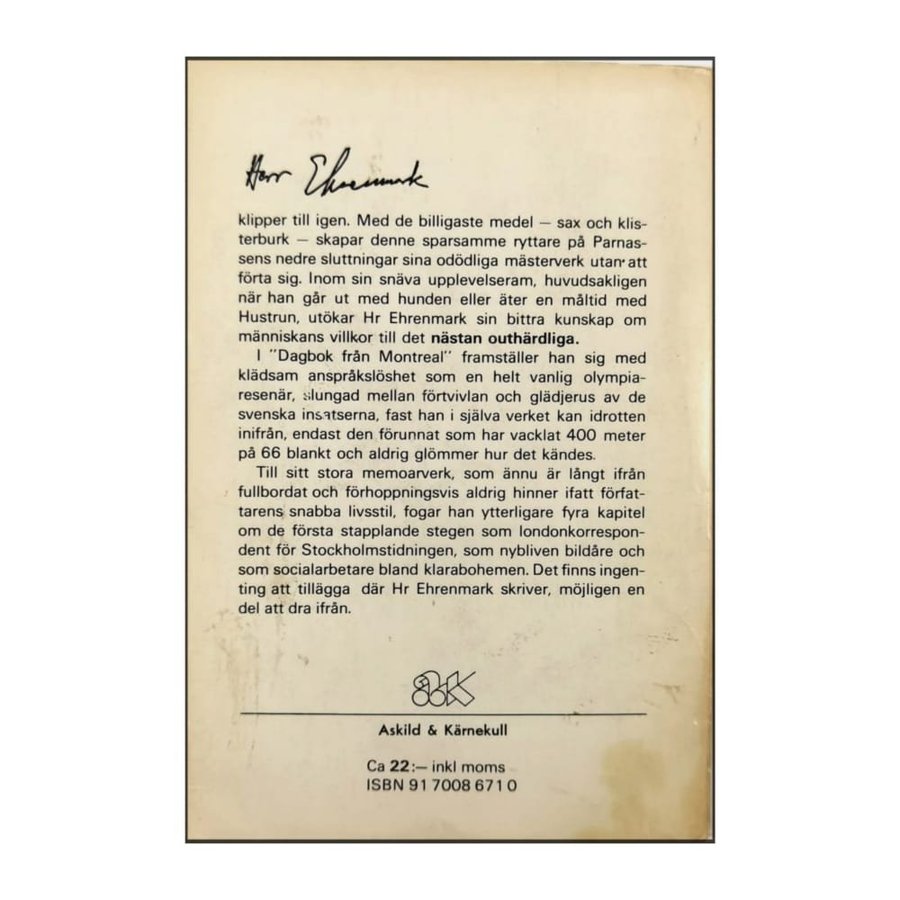 Herr Ehrenmark
klipper till igen. Med de billigaste medel — sax och klis-
terburk — skapar denne sparsamme ryttare på Parnas-
sens nedre sluttningar sina odödliga mästerverk utan att
förta sig. Inom sin snäva upplevelseram, huvudsakligen
när han går ut med hunden eller äter en måltid med
Hustrun, utökar Hr Ehrenmark sin bittra kunskap om
människans villkor till det nästan outhärdliga.
I "Dagbok från Montreal" framställer han sig med
klädsam anspråkslöshet som en helt vanlig olympia-
resenär, slungad mellan förtvivlan och glädjerus av de
svenska insatserna, fast han i själva verket kan idrotten
inifrån, endast den förunnat som har vacklat 400 meter
på 66 blankt och aldrig glömmer hur det kändes.
Till sitt stora memoarverk, som ännu är långt ifrån
fullbordat och förhoppningsvis aldrig hinner ifatt förfat-
tarens snabba livsstil, fogar han ytterligare fyra kapitel
om de första stapplande stegen som londonkorrespon-
dent för Stockholmstidningen, som nybliven bildåre och
som socialarbetare bland klarabohemen. Det finns ingen-
ting att tillägga där Hr Ehrenmark skriver, möjligen en
del att dra ifrån.
Askild & Kärnekull
Ca 22:— inkl moms
ISBN 91 7008 671 0